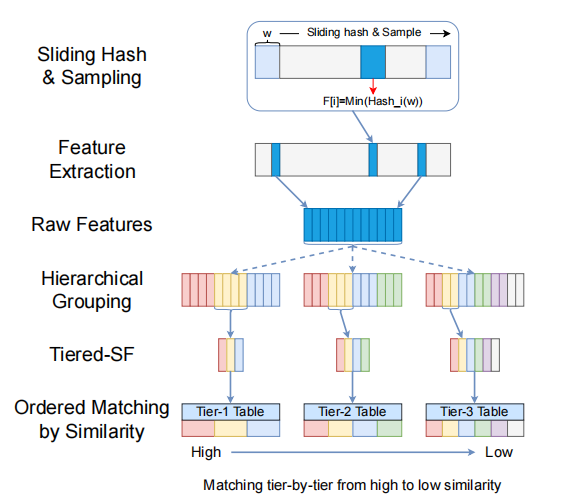 w
Sliding hash & Sample
Sliding Hash
& Sampling
F[i]=Min(Hash_i(w))
Feature
Extraction
Raw Features
Hierarchical
Grouping
Tiered-SF
Ordered Matching
by Similarity
Tier-1 Table
Tier-2 Table
Tier-3 Table
High
Low
Matching tier-by-tier from high to low similarity